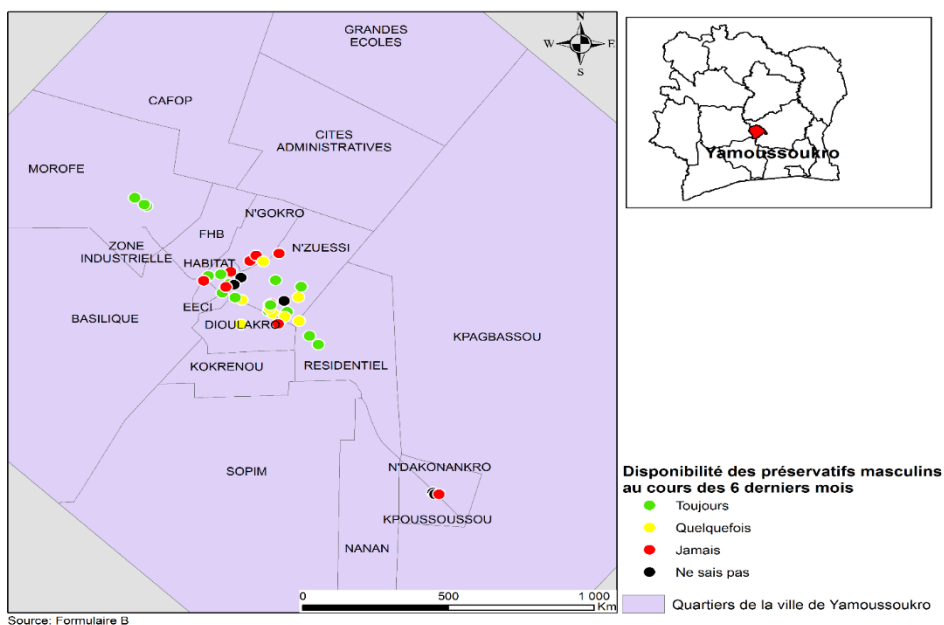 GRANDES
ECOLES
N
W
E
S
CAFOP
CITES
ADMINISTRATIVES
MOROFE
N'GOKRO
FHB
N'ZUESSI
ZONE
INDUSTRIELLE
HABITAT
EECI
BASILIQUE
DIOULAKRO
KPAGBASSOU
KOKRENOU
RESIDENTIEL
SOPIM
N'DAKONANKRO
KPOUSSOUSSOU
NANAN
0
500
1 000
Km
Source: Formulaire B
Yamoussoukro
Disponibilité des préservatifs masculins
au cours des 6 derniers mois
Toujours
Quelquefois
Jamais
Ne sais pas
Quartiers de la ville de Yamoussoukro